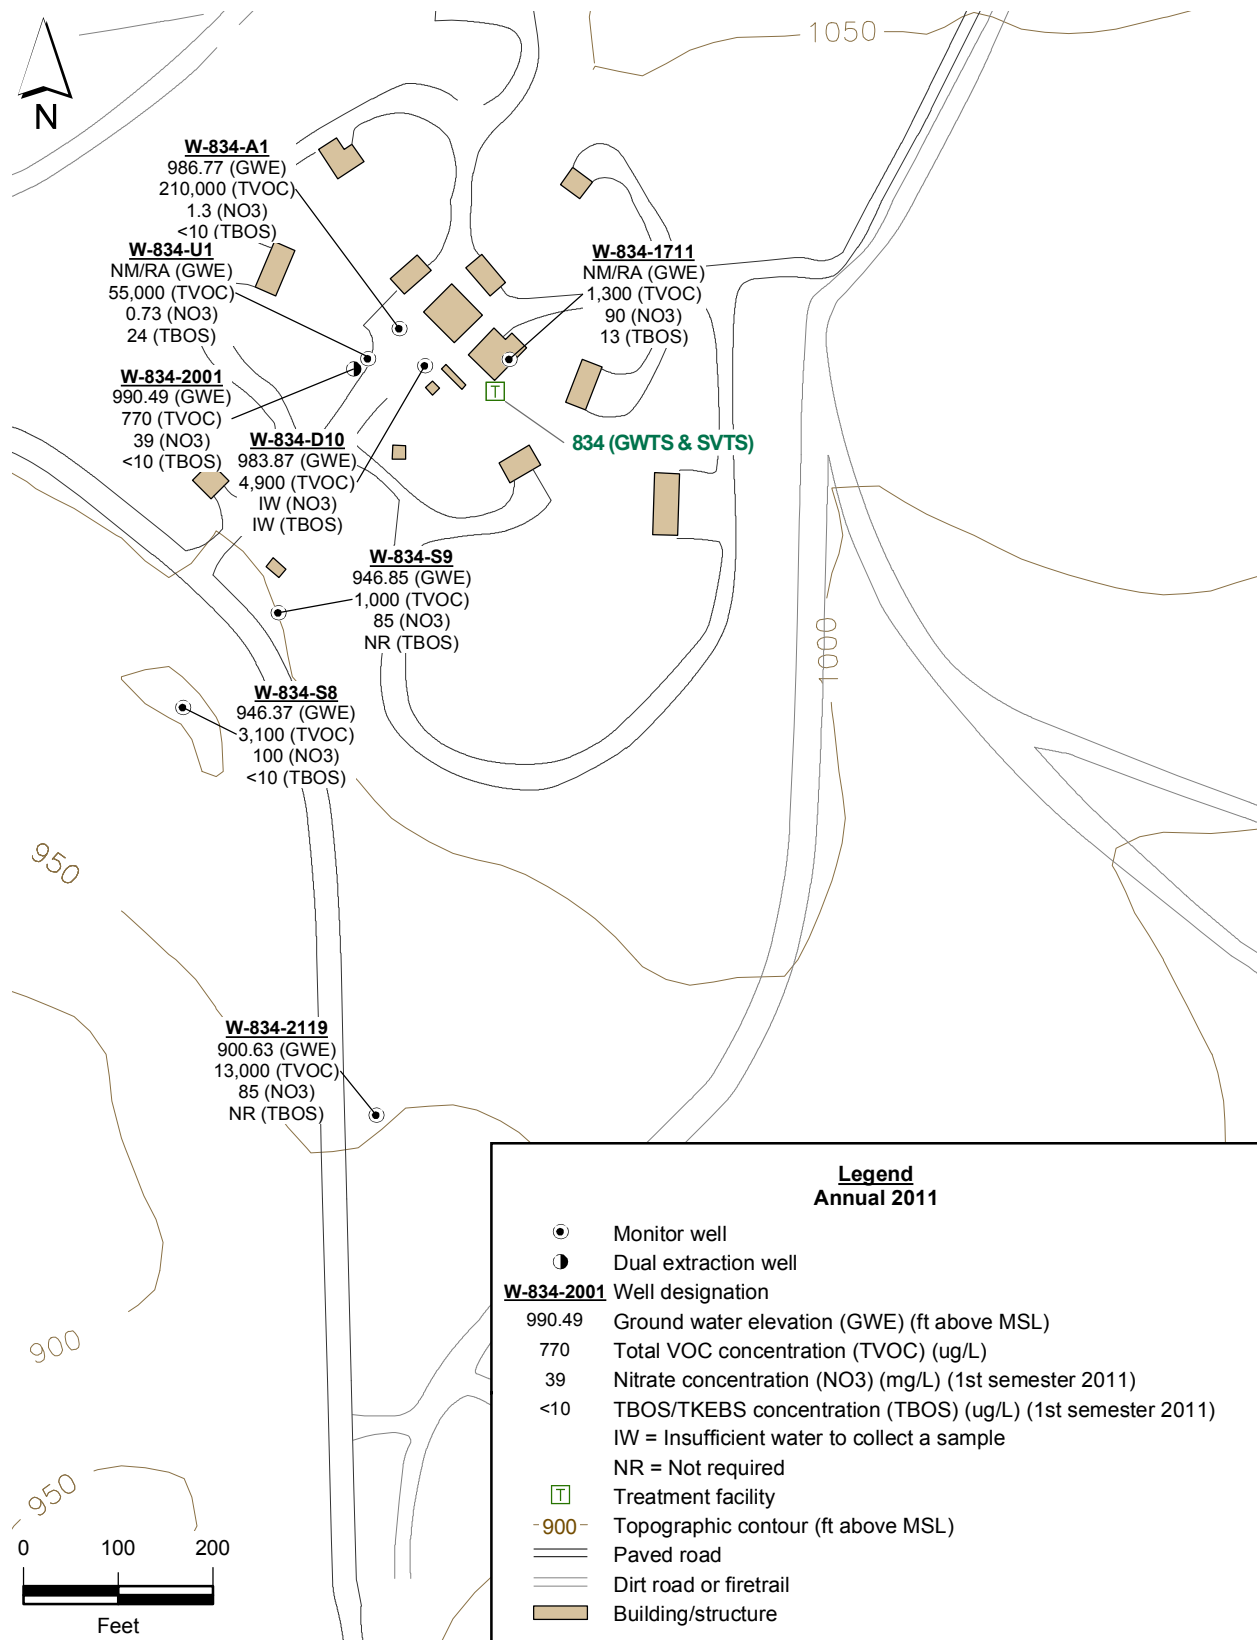 1050
N
W-834-A1
986.77 (GWE)
210,000 (TVOC)
1.3 (NO3)
<10 (TBOS)
W-834-U1
NM/RA (GWE)
55,000 (TVOC)
0.73 (NO3)
24 (TBOS)
W-834-1711
NM/RA (GWE)
1,300 (TVOC)
90 (NO3)
13 (TBOS)
W-834-2001
990.49 (GWE)
770 (TVOC)
39 (NO3)
<10 (TBOS)
T
834 (GWTS & SVTS)
W-834-D10
983.87 (GWE)
4,900 (TVOC)
IW (NO3)
IW (TBOS)
W-834-S9
946.85 (GWE)
1,000 (TVOC)
85 (NO3)
NR (TBOS)
1000
W-834-S8
946.37 (GWE)
3,100 (TVOC)
100 (NO3)
<10 (TBOS)
950
W-834-2119
900.63 (GWE)
13,000 (TVOC)
85 (NO3)
NR (TBOS)
900
950
0 100 200
Feet
Legend
Annual 2011
Monitor well
Dual extraction well
W-834-2001 Well designation
990.49 Ground water elevation (GWE) (ft above MSL)
770 Total VOC concentration (TVOC) (ug/L)
39 Nitrate concentration (NO3) (mg/L) (1st semester 2011)
<10 TBOS/TKEBS concentration (TBOS) (ug/L) (1st semester 2011)
IW = Insufficient water to collect a sample
NR = Not required
T Treatment facility
900 Topographic contour (ft above MSL)
Paved road
Dirt road or firetrail
Building/structure